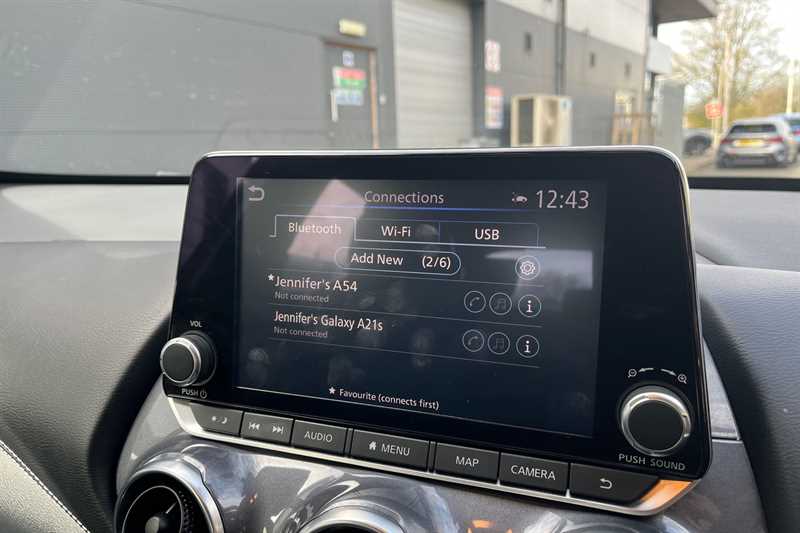 Connections 12:43
Bluetooth Wi-Fi USB
Add New (2/6)
★Jennifer's A54
Not connected
Jennifer's Galaxy A21s
Not connected
★ Favourite (connects first)
VOL
PUSH
AUDIO
MENU
MAP
CAMERA
PUSH SOUND